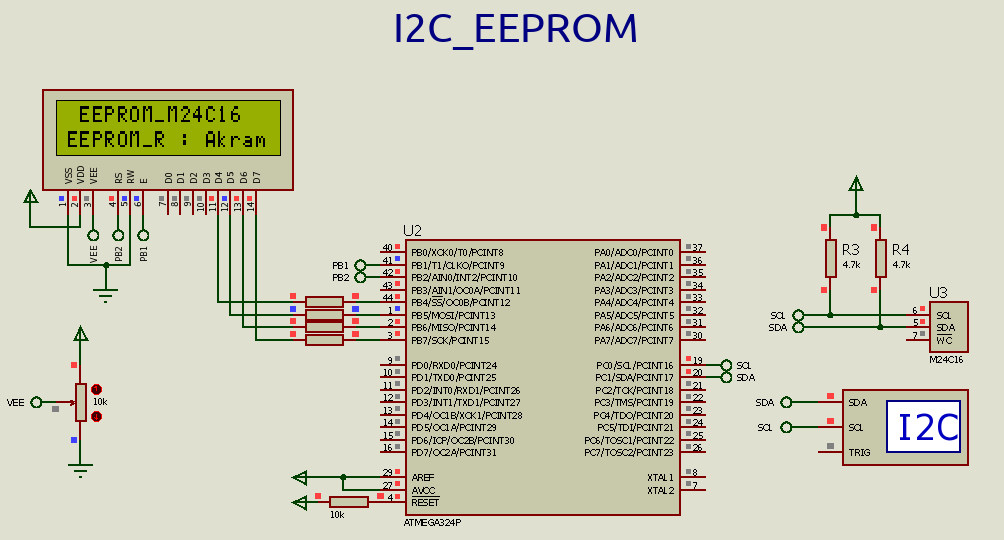 I2C_EEPROM
EEPROM_M24C16
EEPROM_R : Akram
VSS VDD VEE RS RW E D0 D1 D2 D3 D4 D5 D6 D7
1 2 3 4 5 6 7 8 9 10 11 12 13 14
VEE PB2 PB1
U2
40 PB0/XCK0/T0/PCINT8 PA0/ADC0/PCINT0 37
PB1 41 PB1/T1/CLKO/PCINT9 PA1/ADC1/PCINT1 36
PB2 42 PB2/AIN0/INT2/PCINT10 PA2/ADC2/PCINT2 35
43 PB3/AIN1/OC0A/PCINT11 PA3/ADC3/PCINT3 34
44 PB4/SS/OC0B/PCINT12 PA4/ADC4/PCINT4 33
1 PB5/MOSI/PCINT13 PA5/ADC5/PCINT5 32
2 PB6/MISO/PCINT14 PA6/ADC6/PCINT6 31
3 PB7/SCK/PCINT15 PA7/ADC7/PCINT7 30
9 PD0/RXD0/PCINT24 PC0/SCL/PCINT16 19 SCL
10 PD1/TXD0/PCINT25 PC1/SDA/PCINT17 20 SDA
11 PD2/INT0/RXD1/PCINT26 PC2/TCK/PCINT18 21
12 PD3/INT1/TXD1/PCINT27 PC3/TMS/PCINT19 22
13 PD4/OC1B/XCK1/PCINT28 PC4/TDO/PCINT20 23
14 PD5/OC1A/PCINT29 PC5/TDI/PCINT21 24
15 PD6/ICP/OC2B/PCINT30 PC6/TOSC1/PCINT22 25
16 PD7/OC2A/PCINT31 PC7/TOSC2/PCINT23 26
29 AREF XTAL1 8
27 AVCC XTAL2 7
4 RESET
10k
ATMEGA324P
VEE
10k
R3
4.7k
R4
4.7k
U3
SCL 6 SCL
SDA 5 SDA
7 WC
M24C16
SDA SDA
SCL SCL
TRIG
I2C